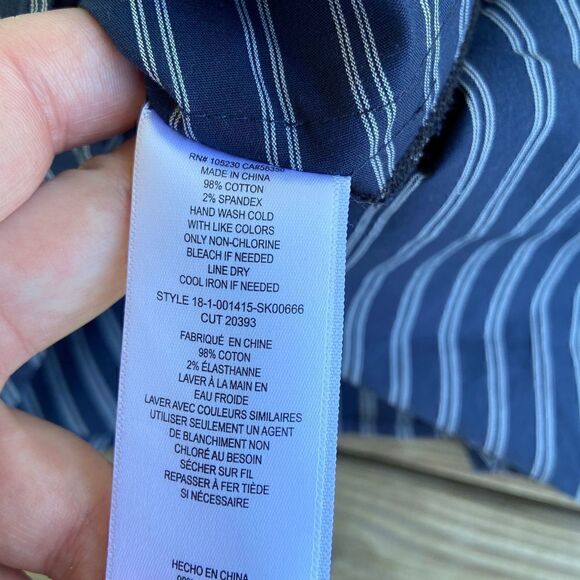 RN# 105230 CA#56350
MADE IN CHINA
98% COTTON
2% SPANDEX
HAND WASH COLD
WITH LIKE COLORS
ONLY NON-CHLORINE
BLEACH IF NEEDED
LINE DRY
COOL IRON IF NEEDED
STYLE 18-1-001415-SK00666
CUT 20393
FABRIQUÉ EN CHINE
98% COTON
2% ÉLASTHANNE
LAVER À LA MAIN EN
EAU FROIDE
LAVER AVEC COULEURS SIMILAIRES
UTILISER SEULEMENT UN AGENT
DE BLANCHIMENT NON
CHLORÉ AU BESOIN
SÉCHER SUR FIL
REPASSER À FER TIÈDE
SI NÉCESSAIRE
HECHO EN CHINA